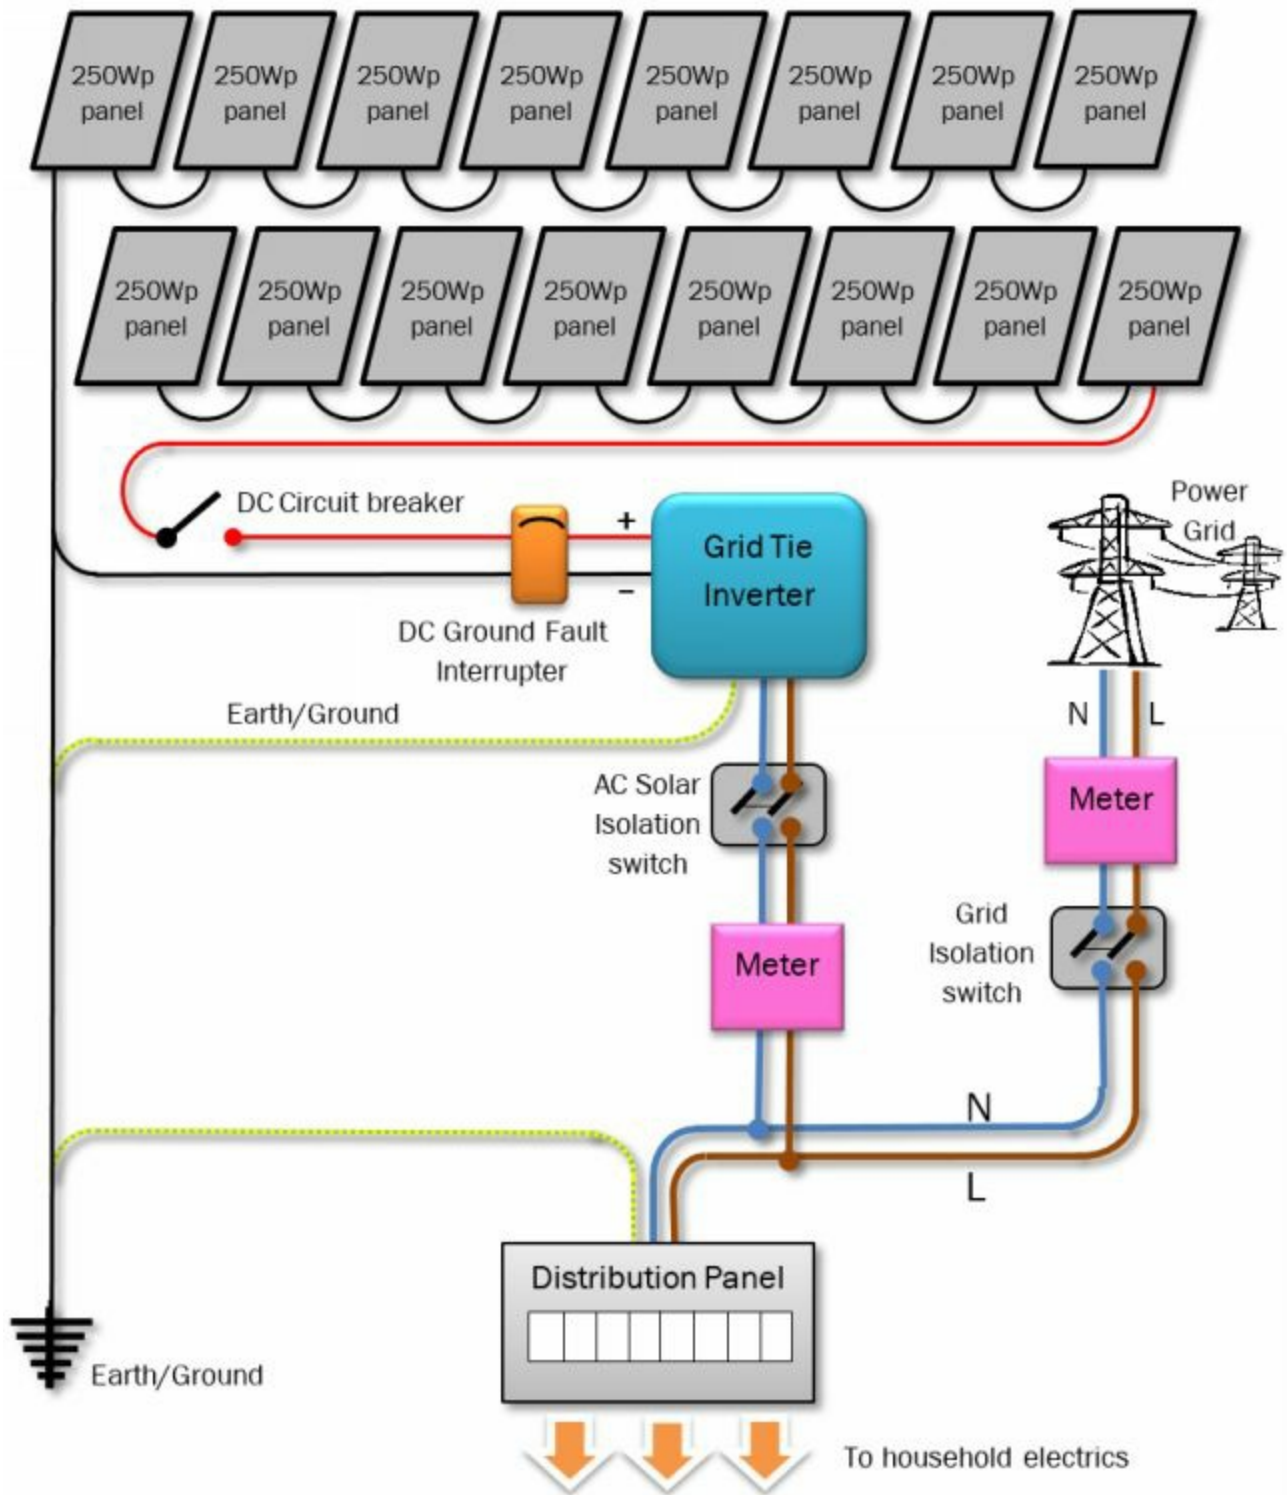 250Wp
panel
250Wp
panel
250Wp
panel
250Wp
panel
250Wp
panel
250Wp
panel
250Wp
panel
250Wp
panel
250Wp
panel
250Wp
panel
250Wp
panel
250Wp
panel
250Wp
panel
250Wp
panel
250Wp
panel
250Wp
panel
DC Circuit breaker
+
−
Grid Tie
Inverter
Power
Grid
DC Ground Fault
Interrupter
Earth/Ground
N
L
AC Solar
Isolation
switch
Meter
Meter
Grid
Isolation
switch
N
L
Distribution Panel
Earth/Ground
To household electrics